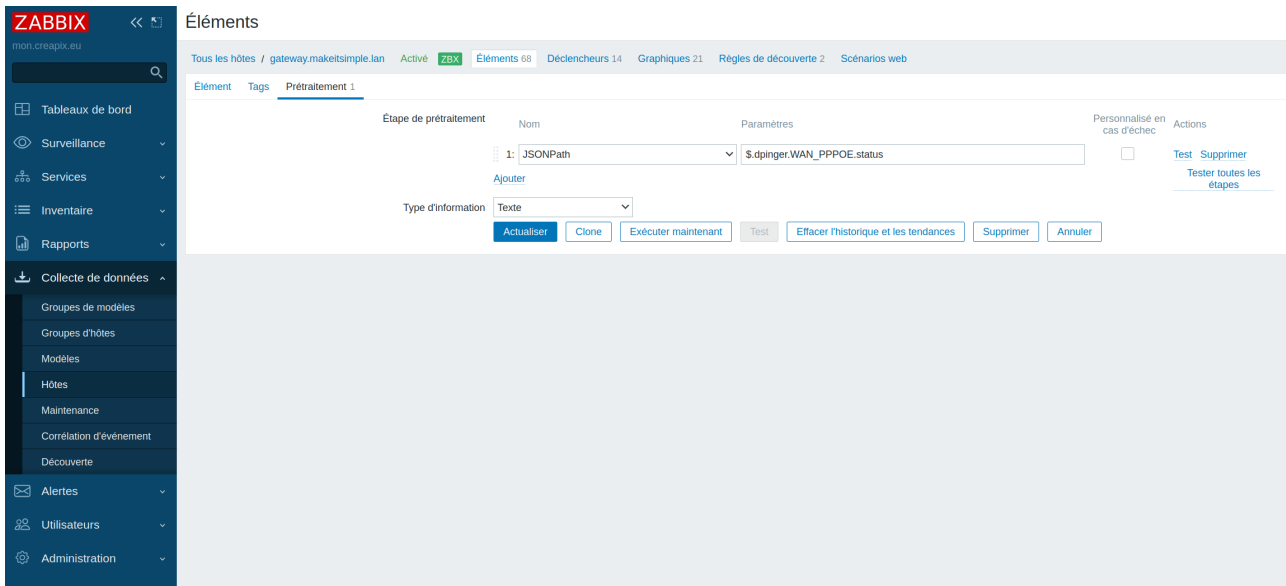 ZABBIX
mon.creapix.eu
Tableaux de bord
Surveillance
Services
Inventaire
Rapports
Collecte de données
Groupes de modèles
Groupes d'hôtes
Modèles
Hôtes
Maintenance
Corrélation d'événement
Découverte
Alertes
Utilisateurs
Administration
Éléments
Tous les hôtes / gateway.makeitsimple.lan Activé ZBX Éléments 68 Déclencheurs 14 Graphiques 21 Règles de découverte 2 Scénarios web
Élément Tags Prétraitement 1
Étape de prétraitement
Nom Paramètres Personnalisé en cas d'échec Actions
1: JSONPath $.dpinger.WAN_PPPOE.status Test Supprimer
Ajouter Tester toutes les étapes
Type d'information Texte
Actualiser Clone Exécuter maintenant Test Effacer l'historique et les tendances Supprimer Annuler